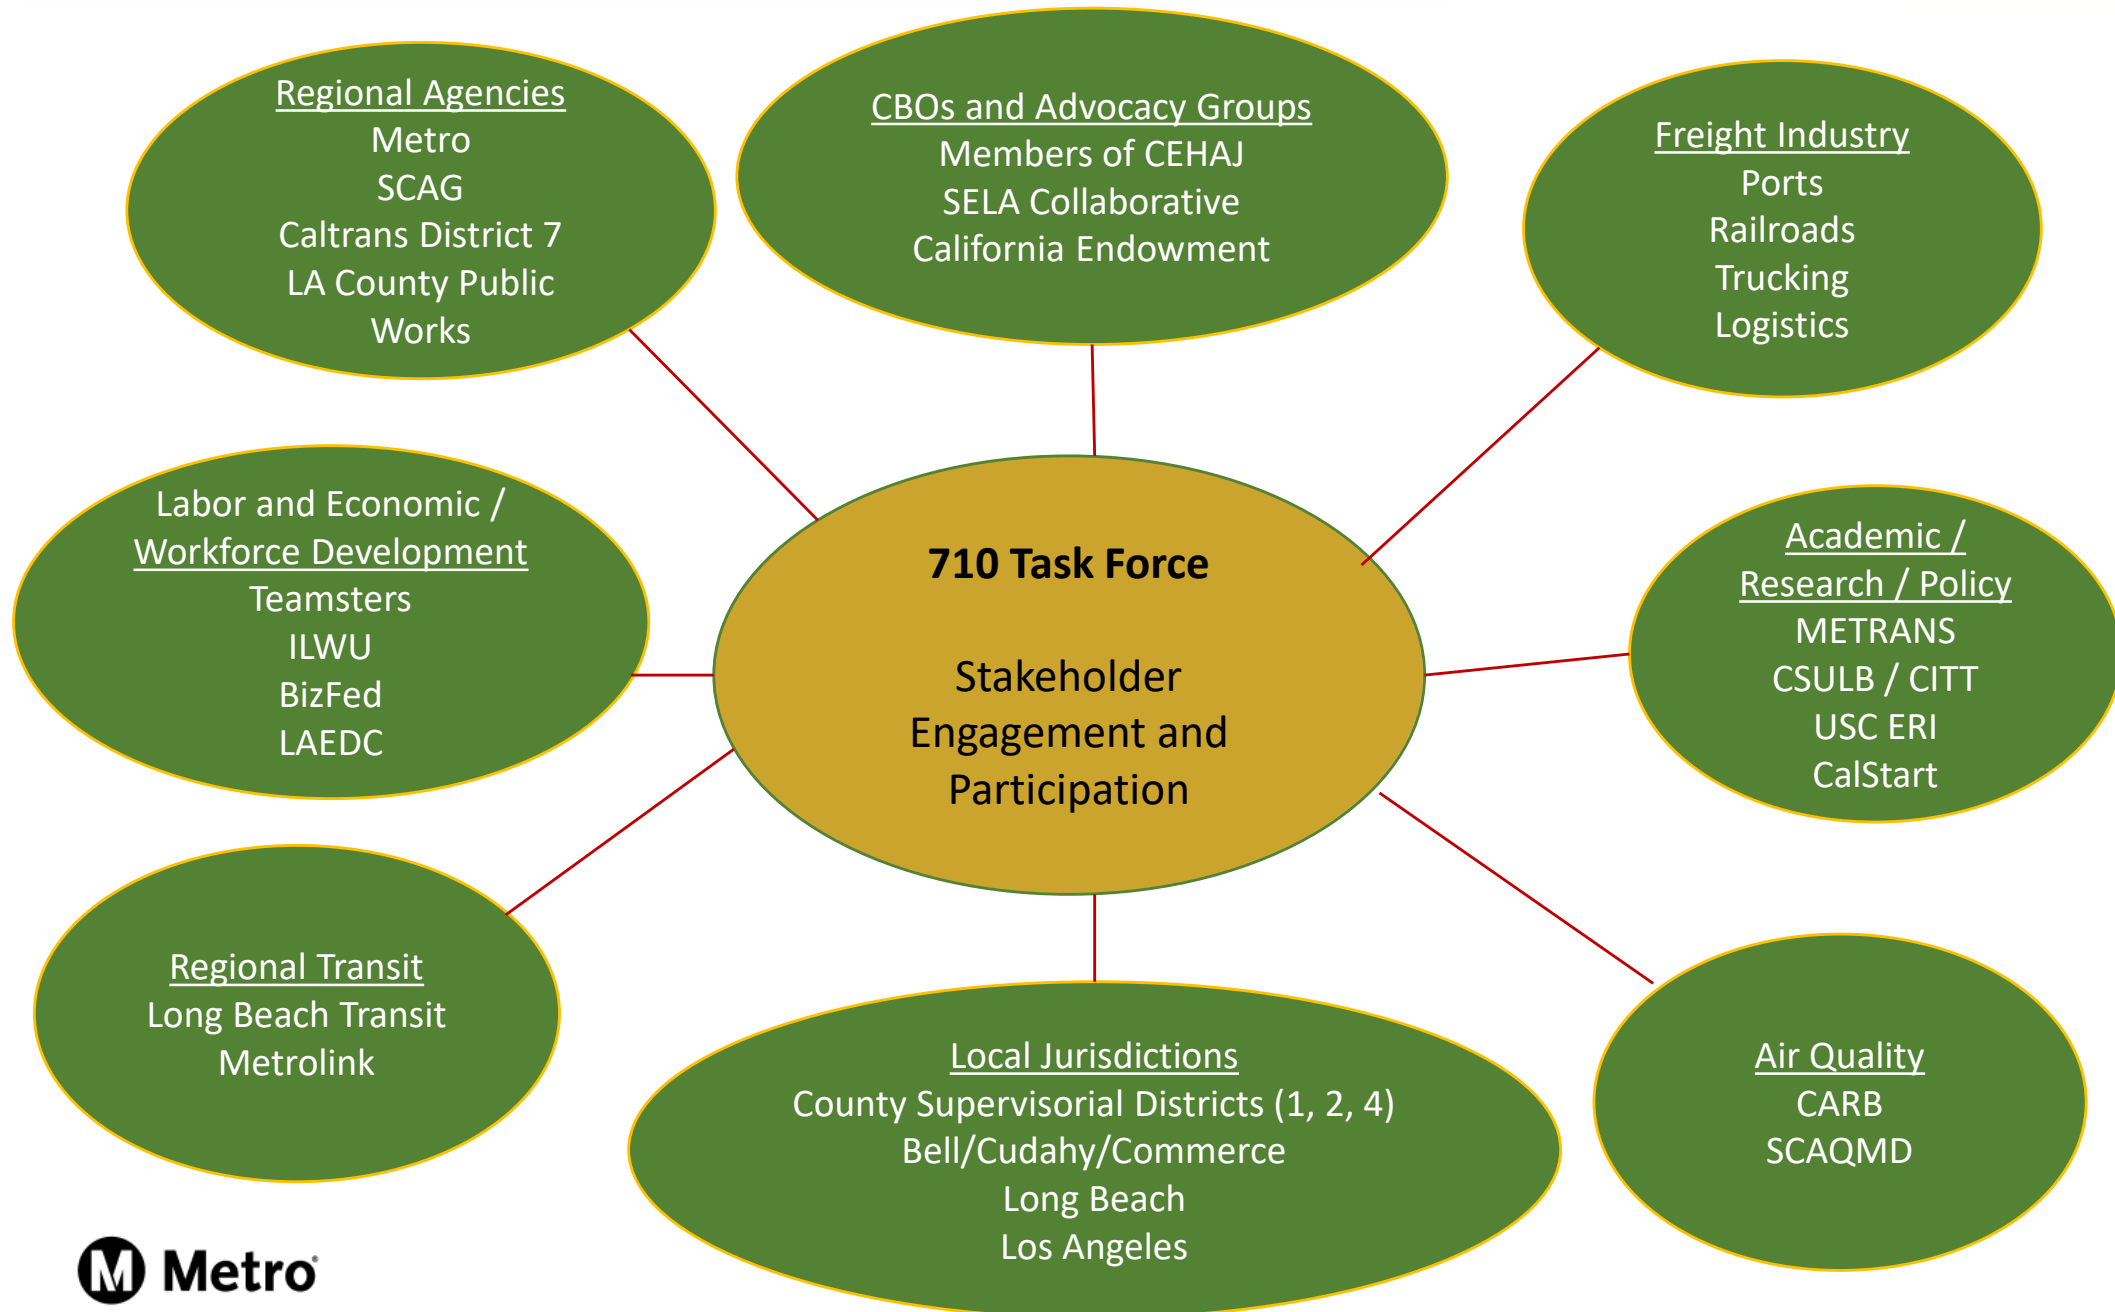 Regional Agencies
Metro
SCAG
Caltrans District 7
LA County Public
Works
CBOs and Advocacy Groups
Members of CEHAJ
SELA Collaborative
California Endowment
Freight Industry
Ports
Railroads
Trucking
Logistics
Labor and Economic /
Workforce Development
Teamsters
ILWU
BizFed
LAEDC
710 Task Force
Stakeholder
Engagement and
Participation
Academic /
Research / Policy
METRANS
CSULB / CITT
USC ERI
CalStart
Regional Transit
Long Beach Transit
Metrolink
Local Jurisdictions
County Supervisorial Districts (1, 2, 4)
Bell/Cudahy/Commerce
Long Beach
Los Angeles
Air Quality
CARB
SCAQMD
M Metro